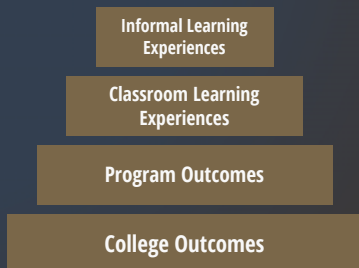 Informal Learning
Experiences
Classroom Learning
Experiences
Program Outcomes
College Outcomes